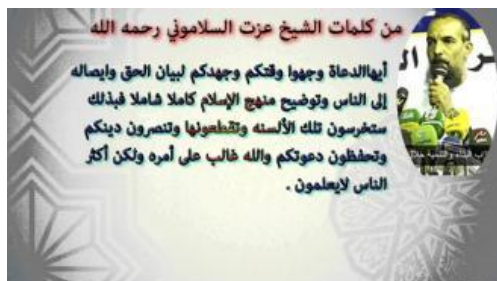 من كلمات الشيخ عزت السلاموني رحمه الله
أيهاالدعاة وجهوا وقتكم وجهدكم لبيان الحق وايصاله
إلى الناس وتوضيح منهج الإسلام كاملا شاملا فبذلك
ستخرسون تلك الألسنه وتقطعونها وتنصرون دينكم
وتحفظون دعوتكم والله غالب على أمره ولكن أكثر
الناس لايعلمون .